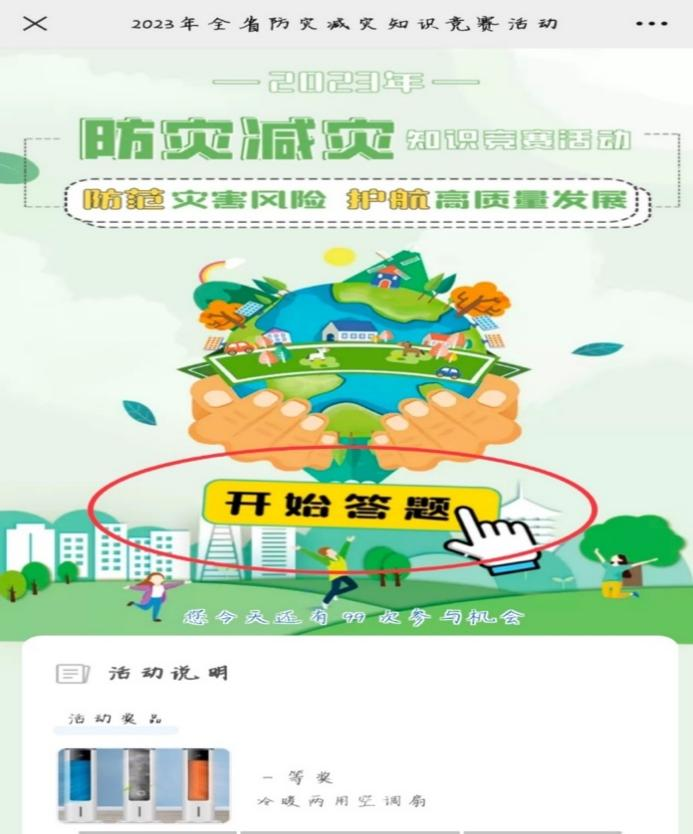 2023年全省防灾减灾知识竞赛活动
2023年
防灾减灾 知识竞赛活动
防范灾害风险 护航高质量发展
开始答题
您今天还有99次参与机会
活动说明
活动奖品
一等奖
冷暖两用空调扇